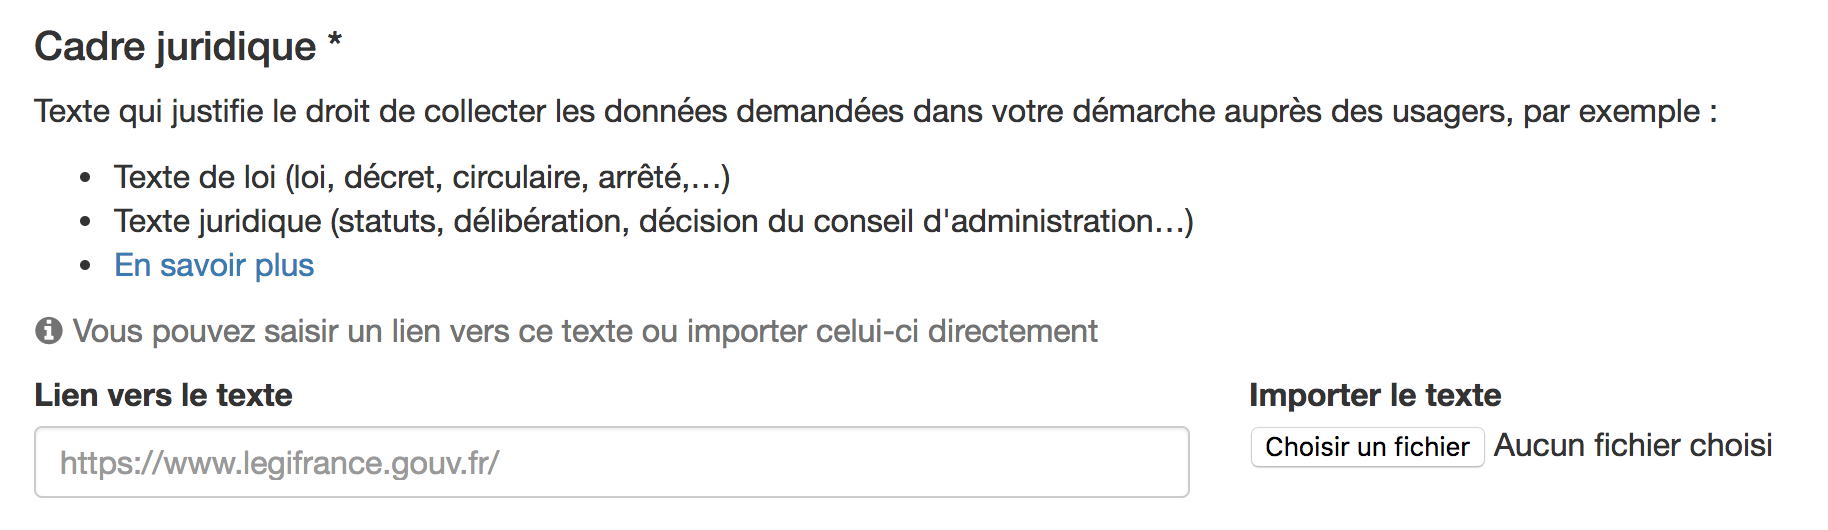 Cadre juridique *
Texte qui justifie le droit de collecter les données demandées dans votre démarche auprès des usagers, par exemple :
• Texte de loi (loi, décret, circulaire, arrêté,…)
• Texte juridique (statuts, délibération, décision du conseil d'administration…)
• En savoir plus
Vous pouvez saisir un lien vers ce texte ou importer celui-ci directement
Lien vers le texte
https://www.legifrance.gouv.fr/
Importer le texte
Choisir un fichier Aucun fichier choisi